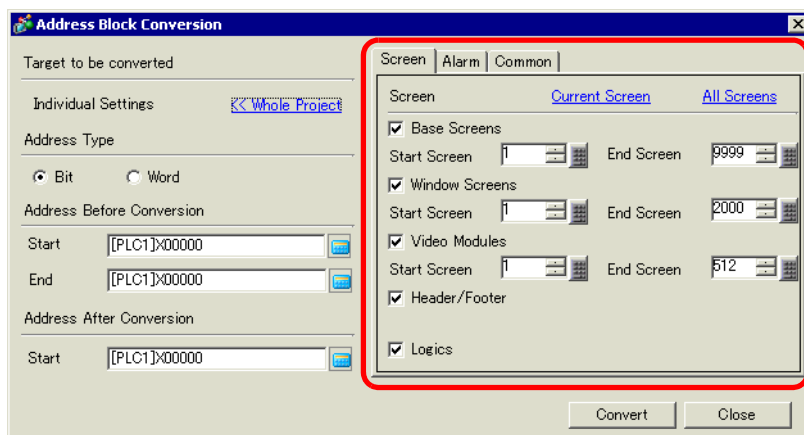 Address Block Conversion
Target to be converted
Individual Settings << Whole Project
Address Type
Bit Word
Address Before Conversion
Start [PLC1]X00000
End [PLC1]X00000
Address After Conversion
Start [PLC1]X00000
Screen Alarm Common
Screen Current Screen All Screens
Base Screens
Start Screen 1 End Screen 9999
Window Screens
Start Screen 1 End Screen 2000
Video Modules
Start Screen 1 End Screen 512
Header/Footer
Logics
Convert Close